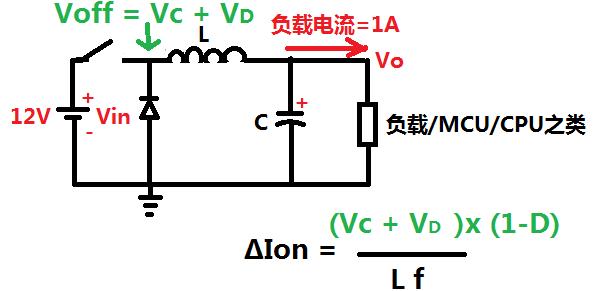 Voff = Vc + VD
L
负载电流=1A
Vo
12V
+
-
Vin
C
+
负载/MCU/CPU之类
ΔIon = (Vc + VD )x (1-D)
L f